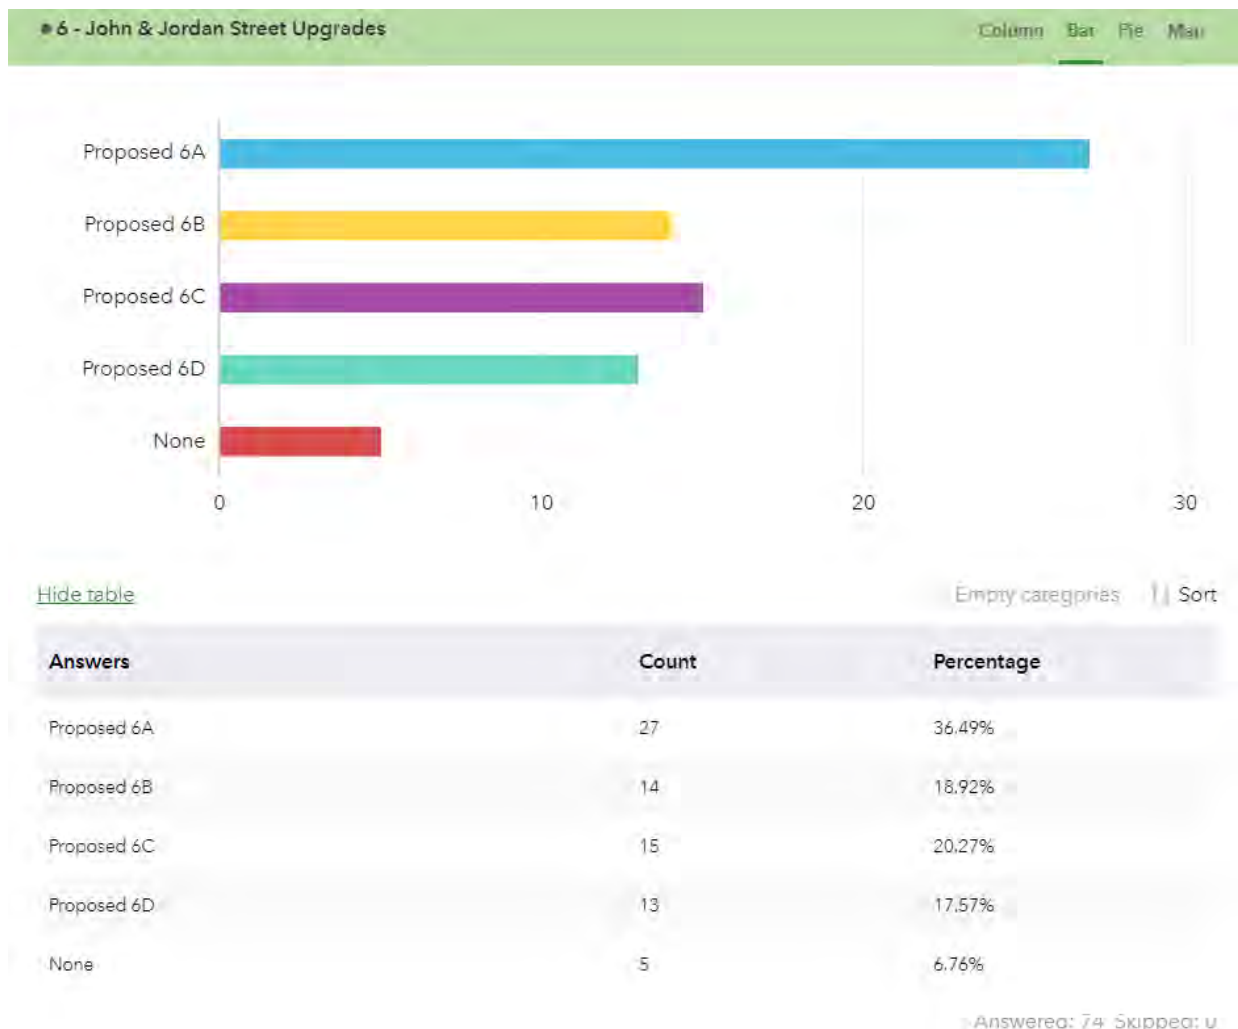 6 - John & Jordan Street Upgrades
Column Bar Pie Map
Proposed 6A
Proposed 6B
Proposed 6C
Proposed 6D
None
0 10 20 30
Hide table
Empty categories Sort
Answers Count Percentage
Proposed 6A 27 36.49%
Proposed 6B 14 18.92%
Proposed 6C 15 20.27%
Proposed 6D 13 17.57%
None 5 6.76%
Answered: 74 Skipped: 0